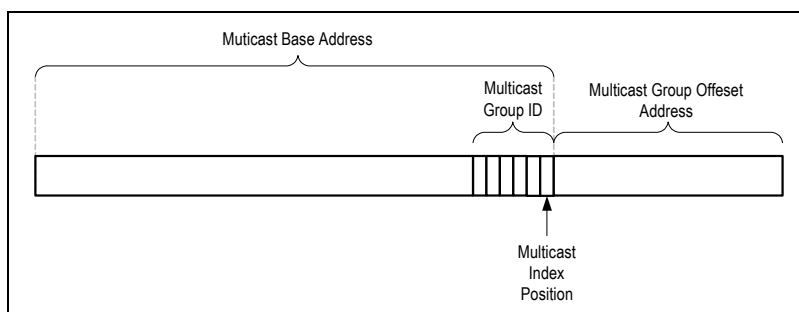 Muticast Base Address
Multicast
Group ID
Multicast Group Offeset
Address
Multicast
Index
Position